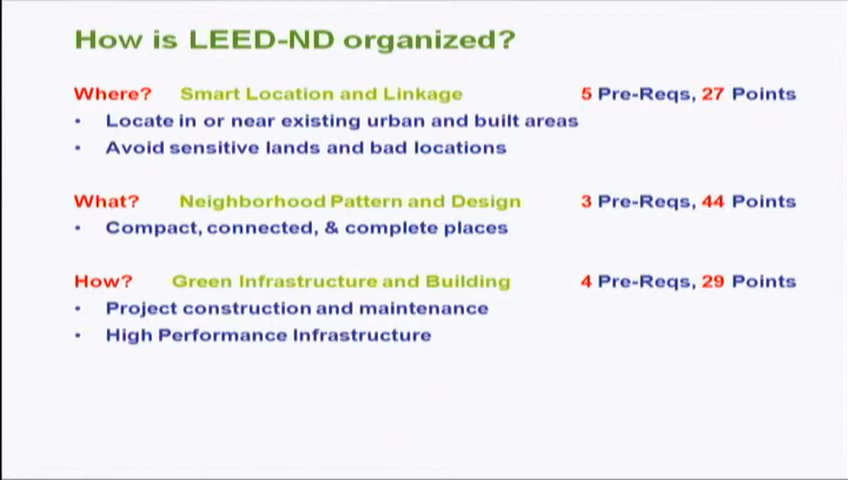 How is LEED-ND organized?
Where? Smart Location and Linkage 5 Pre-Reqs, 27 Points
• Locate in or near existing urban and built areas
• Avoid sensitive lands and bad locations
What? Neighborhood Pattern and Design 3 Pre-Reqs, 44 Points
• Compact, connected, & complete places
How? Green Infrastructure and Building 4 Pre-Reqs, 29 Points
• Project construction and maintenance
• High Performance Infrastructure